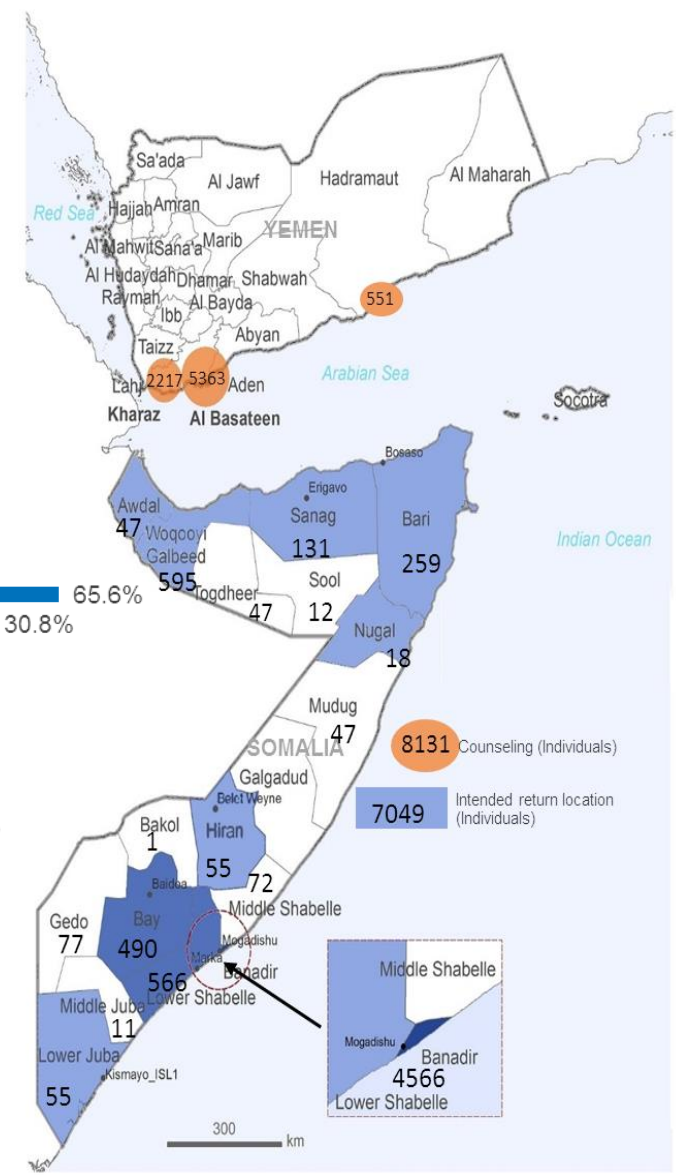 Sa'ada
Al Jawf
Hadramaut
Al Maharah
Red Sea
Hajjah
Amran
YEMEN
Al Mahwit
Sana'a
Marib
Al Hudaydah
Dhamar
Shabwah
Raymah
Al Bayda
Ibb
551
Abyan
Taizz
Arabian Sea
Lahj
2217
5363
Aden
Kharaz
Al Basateen
Socotra
Bosaso
Erigavo
Awdal
47
Sanag
131
Bari
259
Indian Ocean
Woqooyi
Galbeed
595
65.6%
30.8%
Togdheer
47
Sool
12
Nugal
18
Mudug
47
SOMALIA
8131
Counseling (Individuals)
Galgadud
7049
Intended return location
(Individuals)
Belet Weyne
Hiran
55
Bakol
1
72
Baidoa
Middle Shabelle
Gedo
77
Bay
490
Mogadishu
Marka
Banadir
566
Lower Shabelle
Middle Juba
11
Lower Juba
55
Kismayo_ISL1
Middle Shabelle
Mogadishu
Banadir
4566
Lower Shabelle
300
km